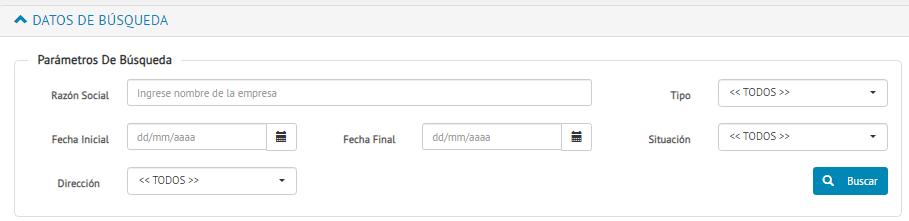 DATOS DE BÚSQUEDA
Parámetros De Búsqueda
Razón Social Ingrese nombre de la empresa Tipo << TODOS >>
Fecha Inicial dd/mm/aaaa Fecha Final dd/mm/aaaa Situación << TODOS >>
Dirección << TODOS >> Buscar